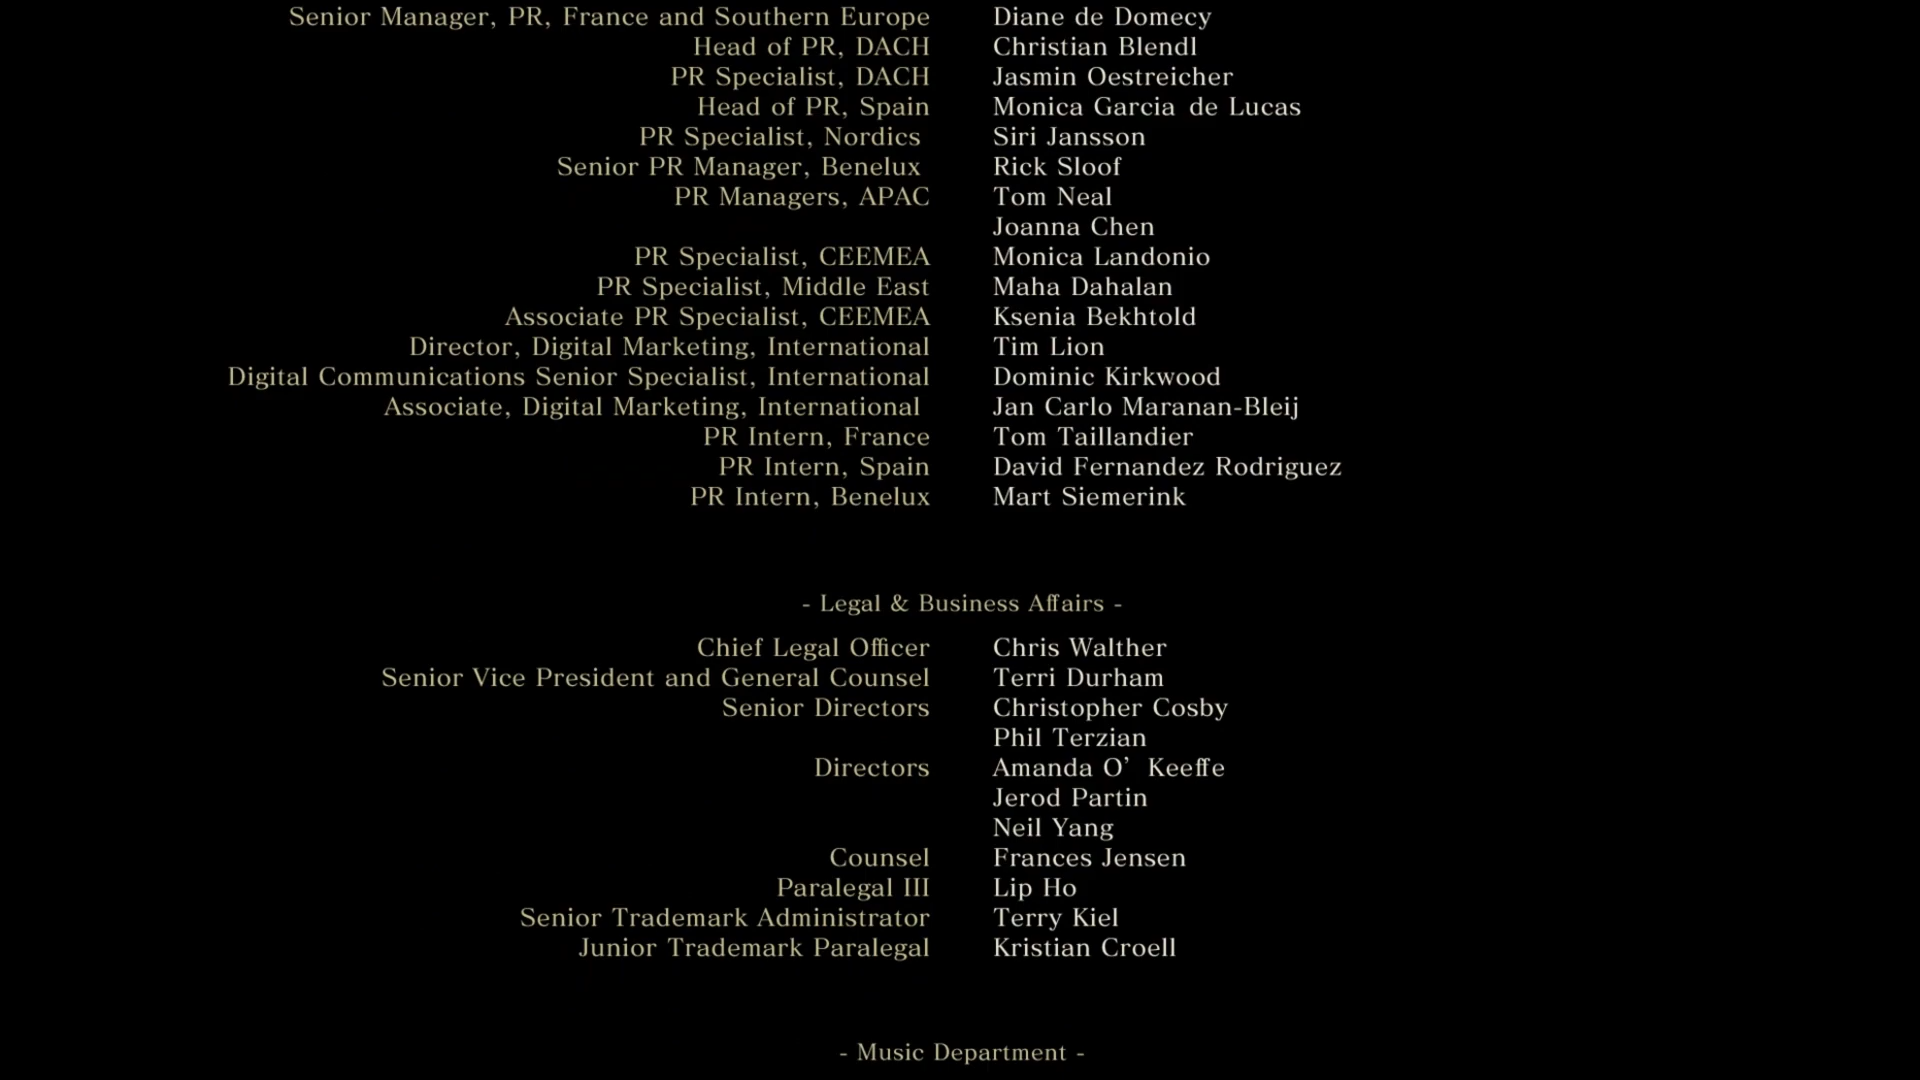 Senior Manager, PR, France and Southern Europe Diane de Domecy
Head of PR, DACH Christian Blendl
PR Specialist, DACH Jasmin Oestreicher
Head of PR, Spain Monica Garcia de Lucas
PR Specialist, Nordics Siri Jansson
Senior PR Manager, Benelux Rick Sloof
PR Managers, APAC Tom Neal
Joanna Chen
PR Specialist, CEEMEA Monica Landonio
PR Specialist, Middle East Maha Dahalan
Associate PR Specialist, CEEMEA Ksenia Bekhtold
Director, Digital Marketing, International Tim Lion
Digital Communications Senior Specialist, International Dominic Kirkwood
Associate, Digital Marketing, International Jan Carlo Maranan-Bleij
PR Intern, France Tom Taillandier
PR Intern, Spain David Fernandez Rodriguez
PR Intern, Benelux Mart Siemerink
- Legal & Business Affairs -
Chief Legal Officer Chris Walther
Senior Vice President and General Counsel Terri Durham
Senior Directors Christopher Cosby
Phil Terzian
Directors Amanda O’ Keeffe
Jerod Partin
Neil Yang
Counsel Frances Jensen
Paralegal III Lip Ho
Senior Trademark Administrator Terry Kiel
Junior Trademark Paralegal Kristian Croell
- Music Department -